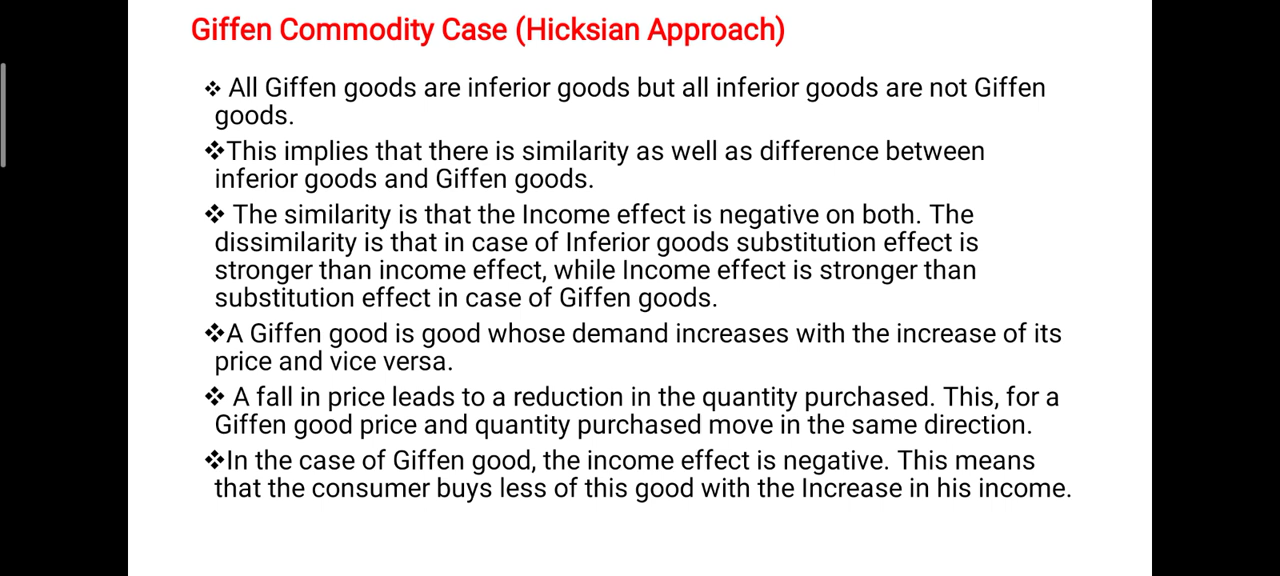 Giffen Commodity Case (Hicksian Approach)
❖ All Giffen goods are inferior goods but all inferior goods are not Giffen
goods.
❖This implies that there is similarity as well as difference between
inferior goods and Giffen goods.
❖ The similarity is that the Income effect is negative on both. The
dissimilarity is that in case of Inferior goods substitution effect is
stronger than income effect, while Income effect is stronger than
substitution effect in case of Giffen goods.
❖A Giffen good is good whose demand increases with the increase of its
price and vice versa.
❖ A fall in price leads to a reduction in the quantity purchased. This, for a
Giffen good price and quantity purchased move in the same direction.
❖In the case of Giffen good, the income effect is negative. This means
that the consumer buys less of this good with the Increase in his income.